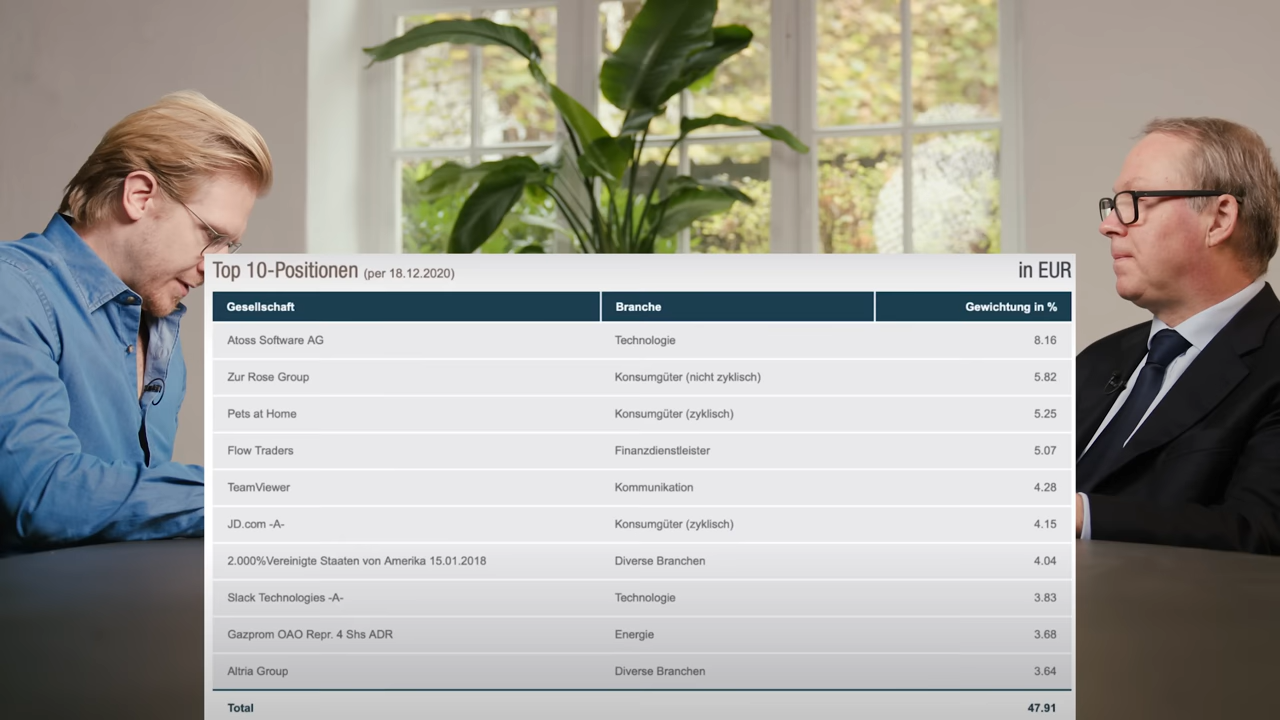 Top 10-Positionen (per 18.12.2020) in EUR
Gesellschaft Branche Gewichtung in %
Atoss Software AG Technologie 8.16
Zur Rose Group Konsumgüter (nicht zyklisch) 5.82
Pets at Home Konsumgüter (zyklisch) 5.25
Flow Traders Finanzdienstleister 5.07
TeamViewer Kommunikation 4.28
JD.com -A- Konsumgüter (zyklisch) 4.15
2.000%Vereinigte Staaten von Amerika 15.01.2018 Diverse Branchen 4.04
Slack Technologies -A- Technologie 3.83
Gazprom OAO Repr. 4 Shs ADR Energie 3.68
Altria Group Diverse Branchen 3.64
Total 47.91